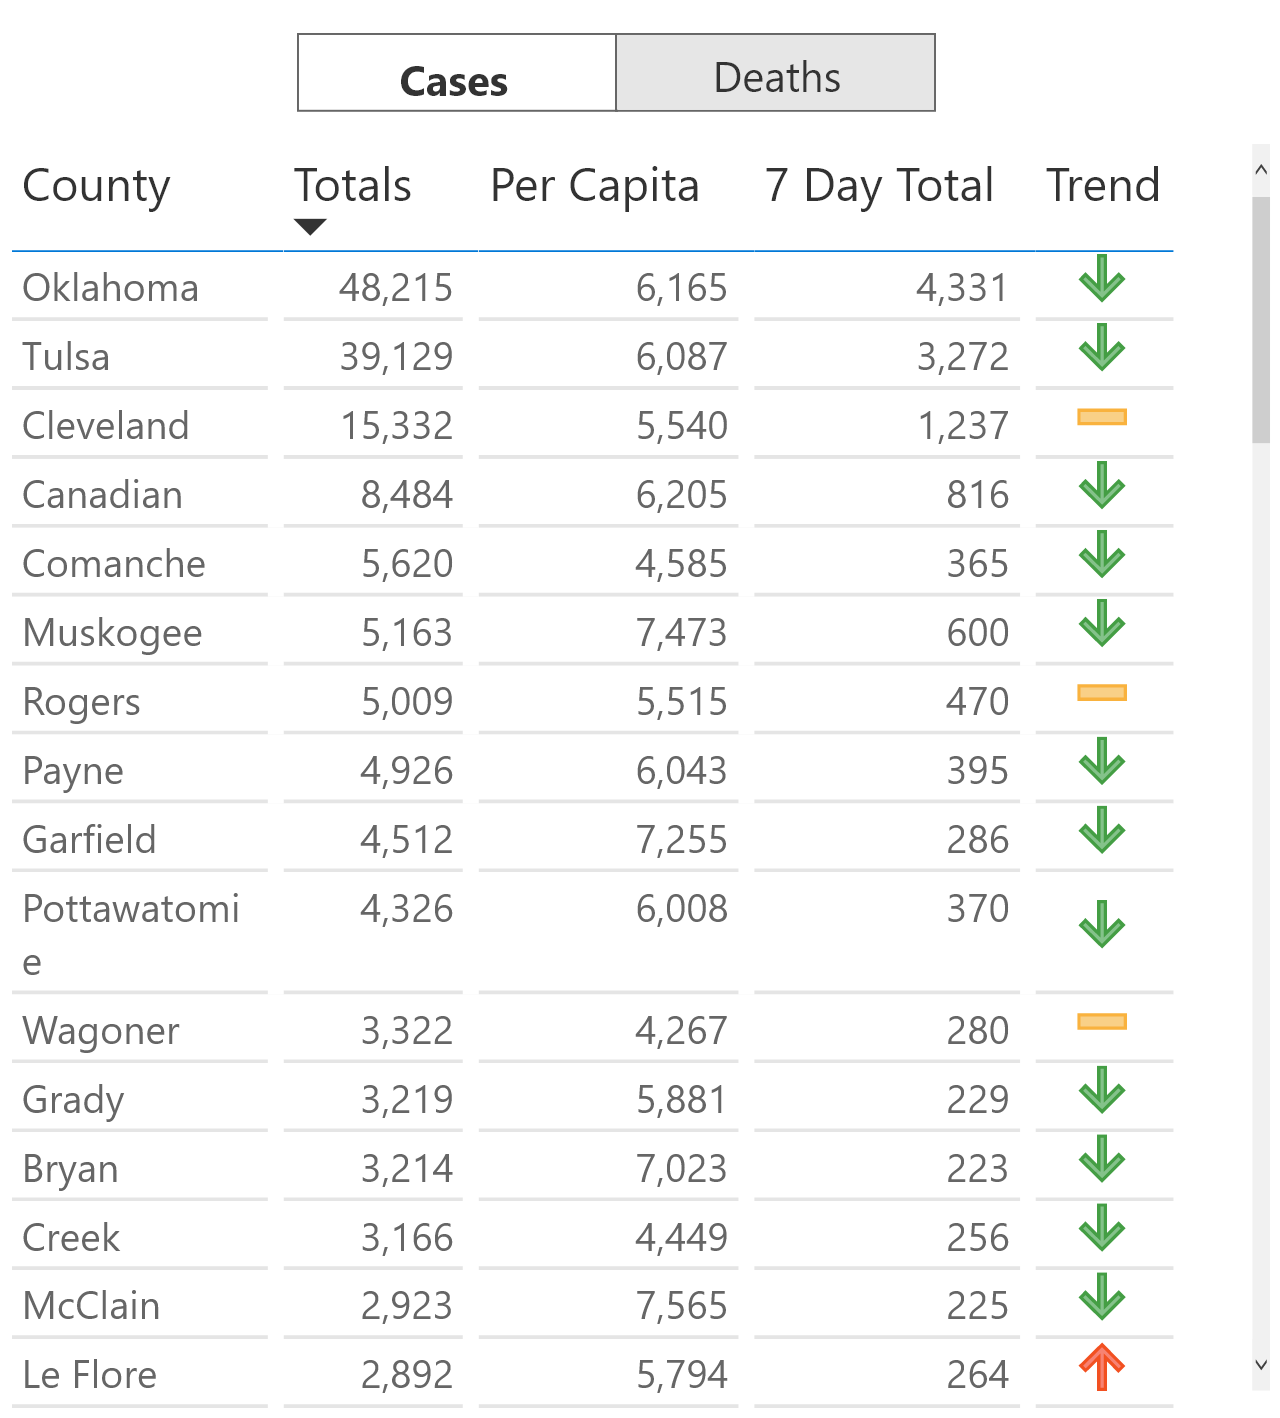 Cases Deaths
County Totals Per Capita 7 Day Total Trend
Oklahoma 48,215 6,165 4,331
Tulsa 39,129 6,087 3,272
Cleveland 15,332 5,540 1,237
Canadian 8,484 6,205 816
Comanche 5,620 4,585 365
Muskogee 5,163 7,473 600
Rogers 5,009 5,515 470
Payne 4,926 6,043 395
Garfield 4,512 7,255 286
Pottawatomi 4,326 6,008 370
e
Wagoner 3,322 4,267 280
Grady 3,219 5,881 229
Bryan 3,214 7,023 223
Creek 3,166 4,449 256
McClain 2,923 7,565 225
Le Flore 2,892 5,794 264